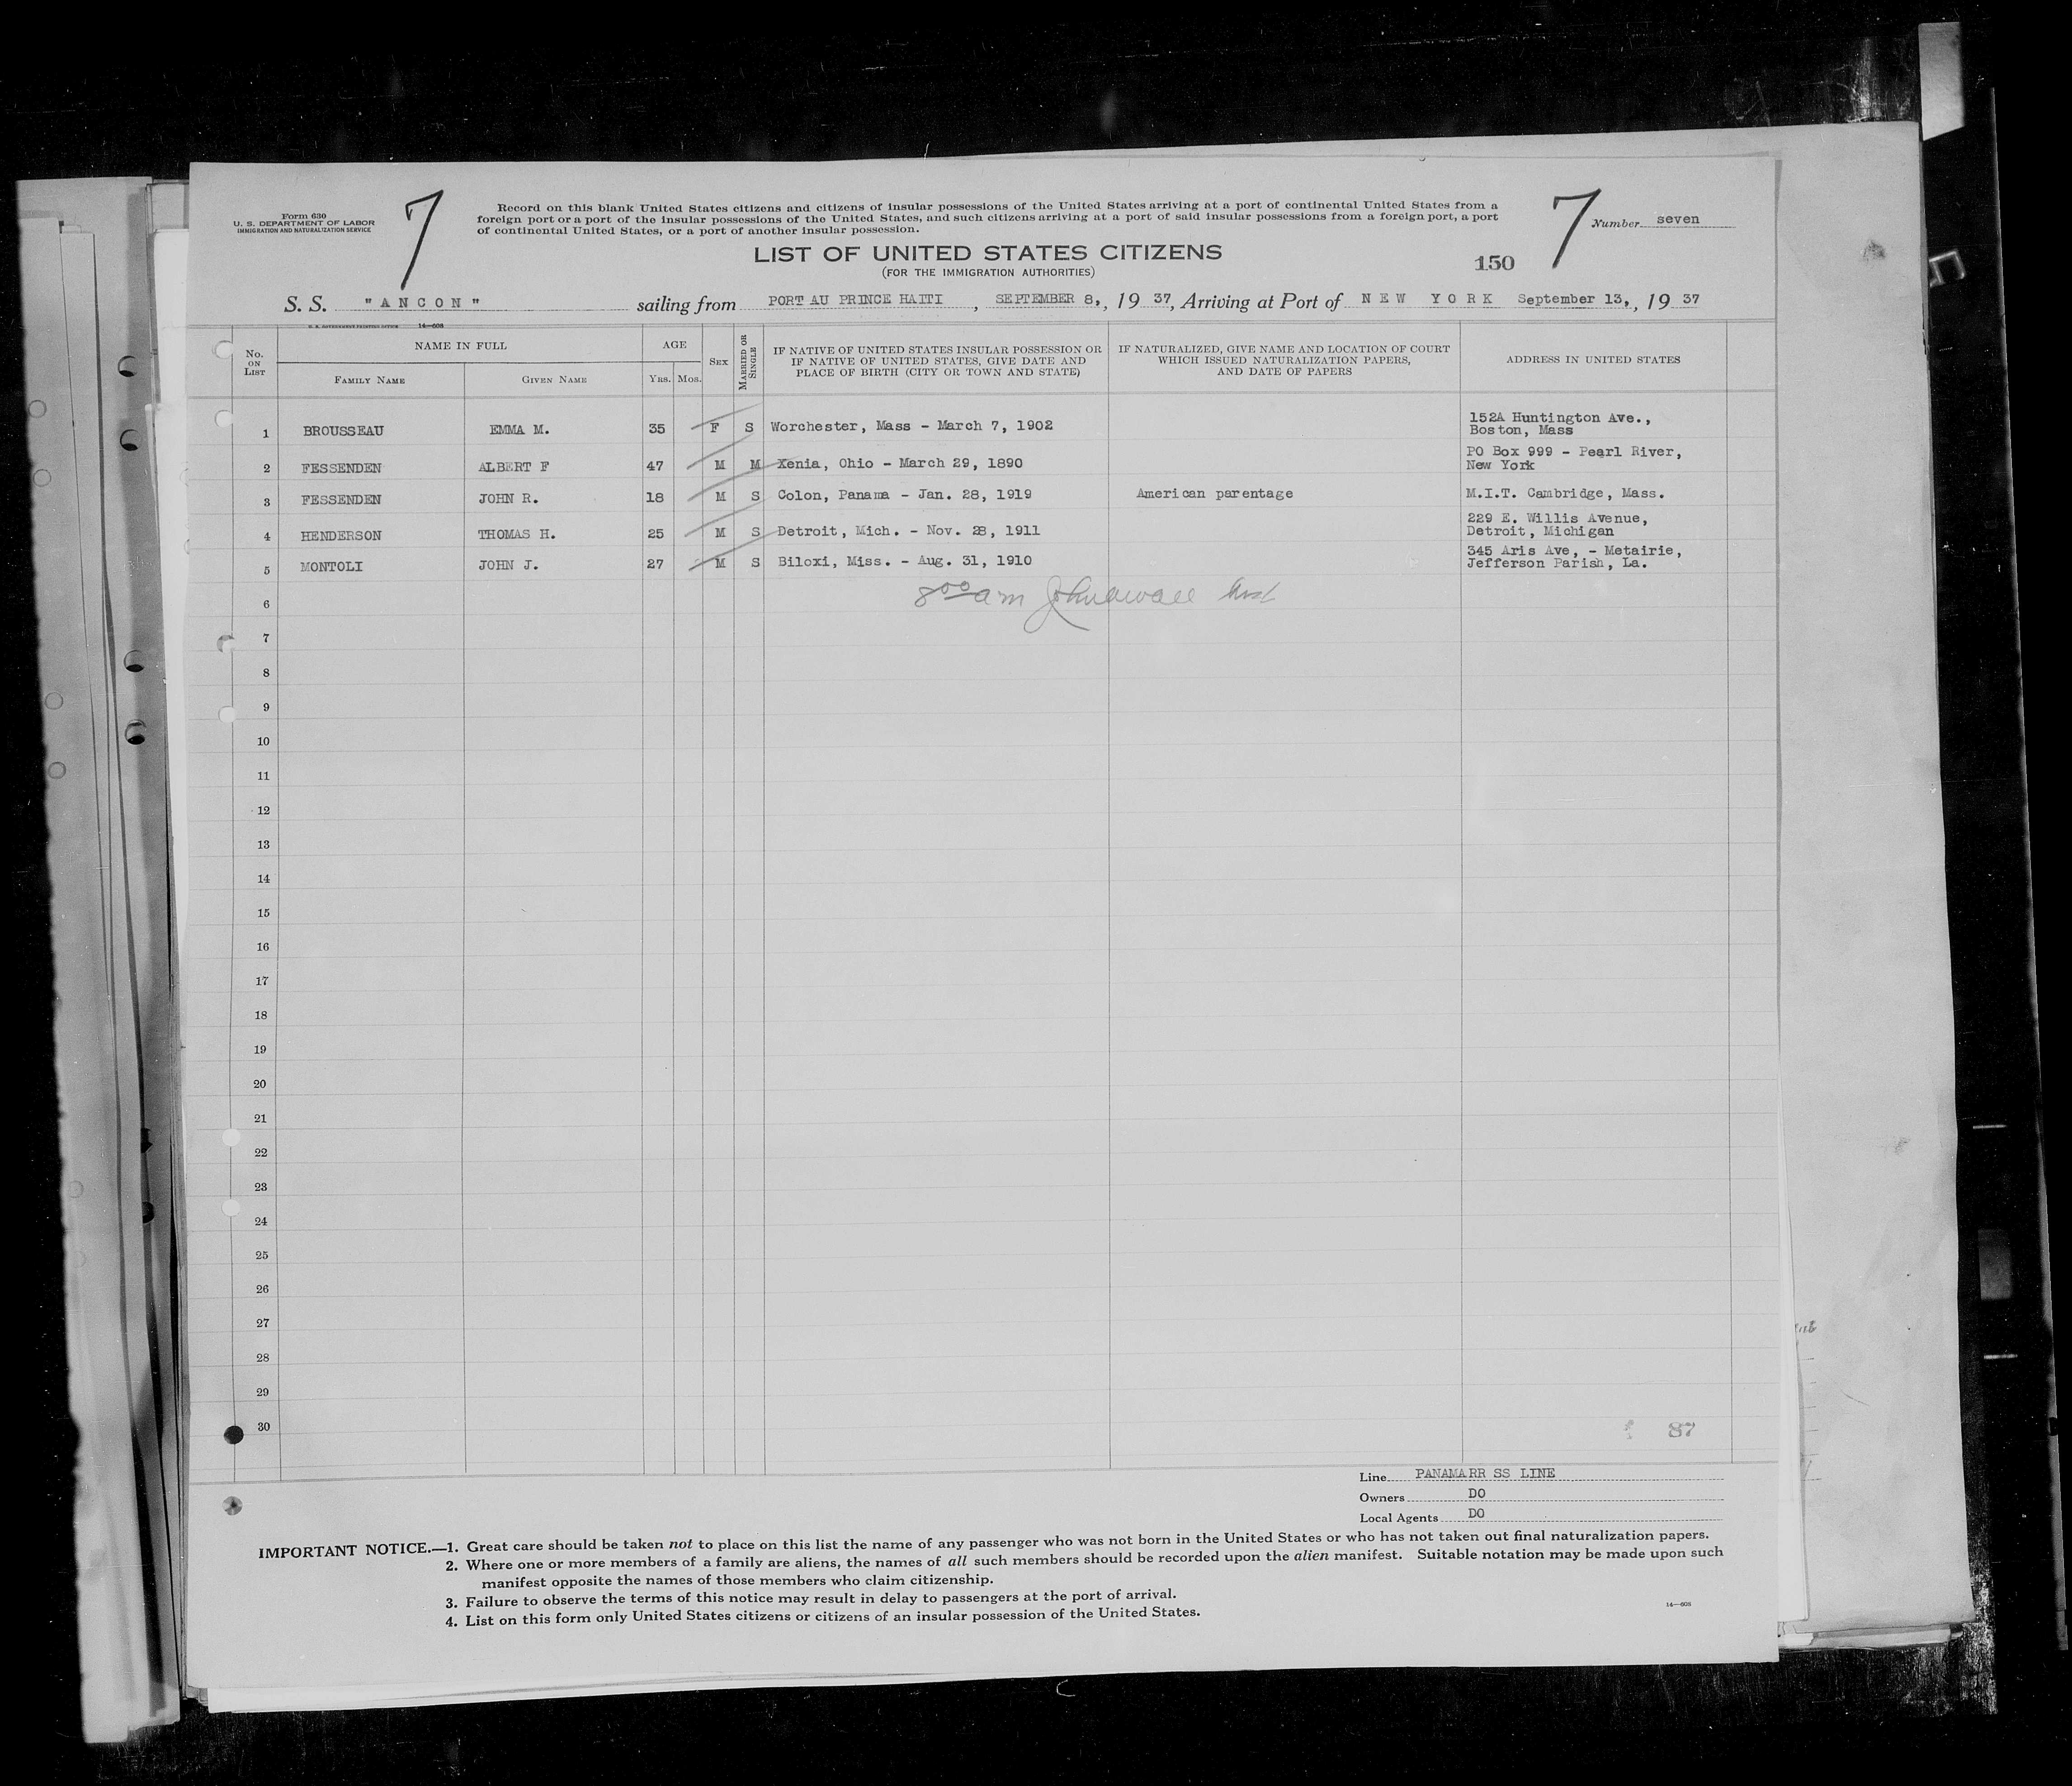 Form 630
U. S. DEPARTMENT OF LABOR
IMMIGRATION AND NATURALIZATION SERVICE
7
Record on this blank United States citizens and citizens of insular possessions of the United States arriving at a port of continental United States from a
foreign port or a port of the insular possessions of the United States, and such citizens arriving at a port of said insular possessions from a foreign port, a port
of continental United States, or a port of another insular possession.
7
Number seven
LIST OF UNITED STATES CITIZENS
(FOR THE IMMIGRATION AUTHORITIES)
150
S. S. "ANCON" sailing from PORT AU PRINCE HAITI, SEPTEMBER 8,, 19 37, Arriving at Port of NEW YORK September 13,, 19 37
U. S. GOVERNMENT PRINTING OFFICE 14—608
No. ON LIST
NAME IN FULL
FAMILY NAME
GIVEN NAME
AGE
YRS.
MOS.
SEX
MARRIED OR SINGLE
IF NATIVE OF UNITED STATES INSULAR POSSESSION OR
IF NATIVE OF UNITED STATES, GIVE DATE AND
PLACE OF BIRTH (CITY OR TOWN AND STATE)
IF NATURALIZED, GIVE NAME AND LOCATION OF COURT
WHICH ISSUED NATURALIZATION PAPERS,
AND DATE OF PAPERS
ADDRESS IN UNITED STATES
1 BROUSSEAU EMMA M. 35 F S Worchester, Mass - March 7, 1902 152A Huntington Ave.,
Boston, Mass
2 FESSENDEN ALBERT F 47 M M Xenia, Ohio - March 29, 1890 PO Box 999 - Pearl River,
New York
3 FESSENDEN JOHN R. 18 M S Colon, Panama - Jan. 28, 1919 American parentage M.I.T. Cambridge, Mass.
4 HENDERSON THOMAS H. 25 M S Detroit, Mich. - Nov. 28, 1911 229 E. Willis Avenue,
Detroit, Michigan
5 MONTOLI JOHN J. 27 M S Biloxi, Miss. - Aug. 31, 1910 345 Aris Ave, - Metairie,
Jefferson Parish, La.
8 00 am
6
7
8
9
10
11
12
13
14
15
16
17
18
19
20
21
22
23
24
25
26
27
28
29
30
87
Line PANAMARR SS LINE
Owners DO
Local Agents DO
IMPORTANT NOTICE.—1. Great care should be taken not to place on this list the name of any passenger who was not born in the United States or who has not taken out final naturalization papers.
2. Where one or more members of a family are aliens, the names of all such members should be recorded upon the alien manifest. Suitable notation may be made upon such
manifest opposite the names of those members who claim citizenship.
3. Failure to observe the terms of this notice may result in delay to passengers at the port of arrival.
4. List on this form only United States citizens or citizens of an insular possession of the United States.
14—608